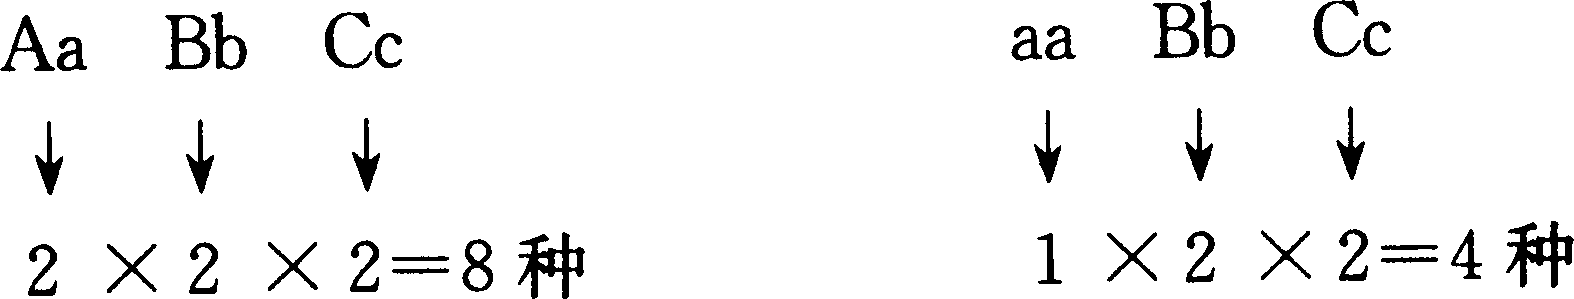 Aa Bb Cc aa Bb Cc
↓ ↓ ↓ ↓ ↓ ↓
2 × 2 × 2=8 种 1 × 2 × 2=4 种